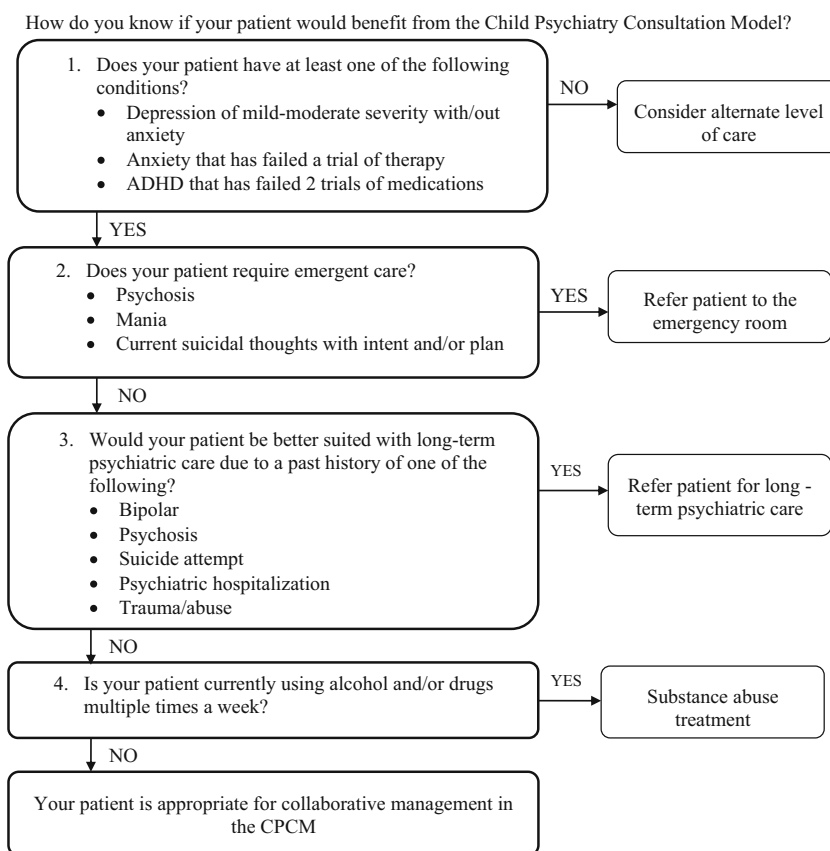 How do you know if your patient would benefit from the Child Psychiatry Consultation Model?
1. Does your patient have at least one of the following
conditions?
• Depression of mild-moderate severity with/out
anxiety
• Anxiety that has failed a trial of therapy
• ADHD that has failed 2 trials of medications
NO
Consider alternate level
of care
YES
2. Does your patient require emergent care?
• Psychosis
• Mania
• Current suicidal thoughts with intent and/or plan
YES
Refer patient to the
emergency room
NO
3. Would your patient be better suited with long-term
psychiatric care due to a past history of one of the
following?
• Bipolar
• Psychosis
• Suicide attempt
• Psychiatric hospitalization
• Trauma/abuse
YES
Refer patient for long -
term psychiatric care
NO
4. Is your patient currently using alcohol and/or drugs
multiple times a week?
YES
Substance abuse
treatment
NO
Your patient is appropriate for collaborative management in
the CPCM